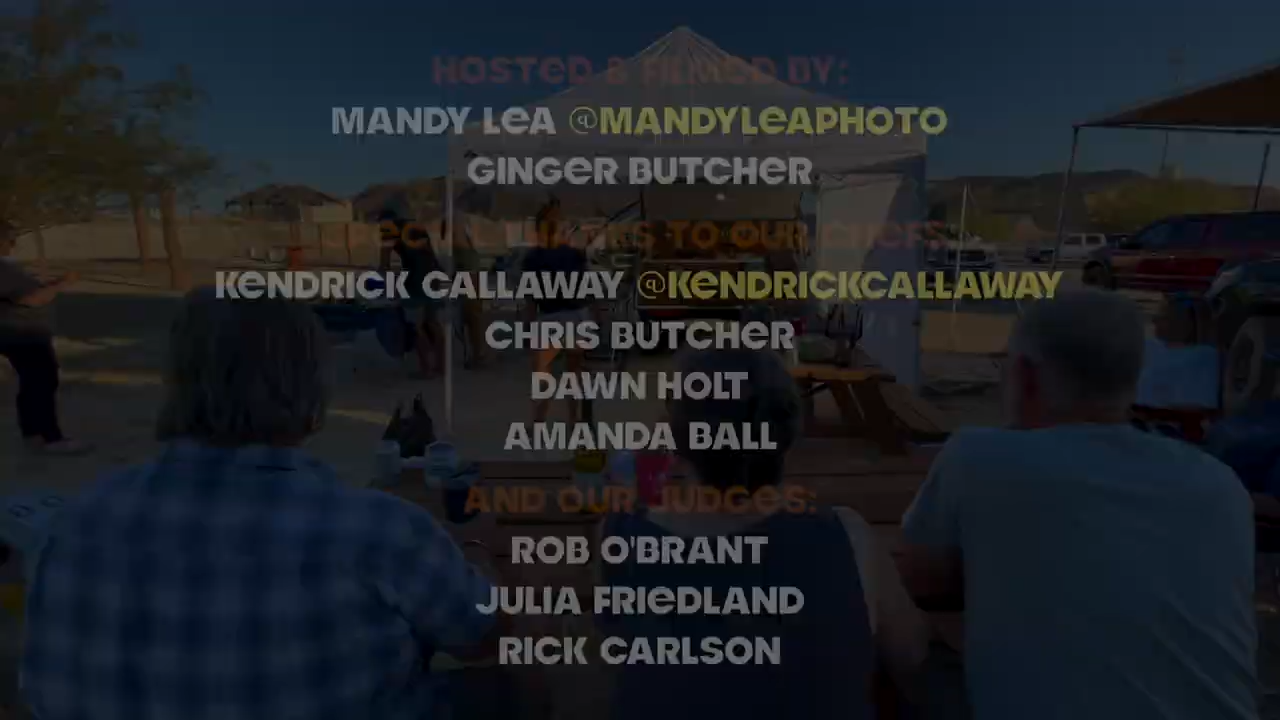 HOSTED & FILMED BY:
MANDY LEA @MANDYLEAPHOTO
GINGER BUTCHER
SPECIAL THANKS TO OUR CHEFS
KENDRICK CALLAWAY @KENDRICKCALLAWAY
CHRIS BUTCHER
DAWN HOLT
AMANDA BALL
AND OUR JUDGES:
ROB O'BRANT
JULIA FRIEDLAND
RICK CARLSON